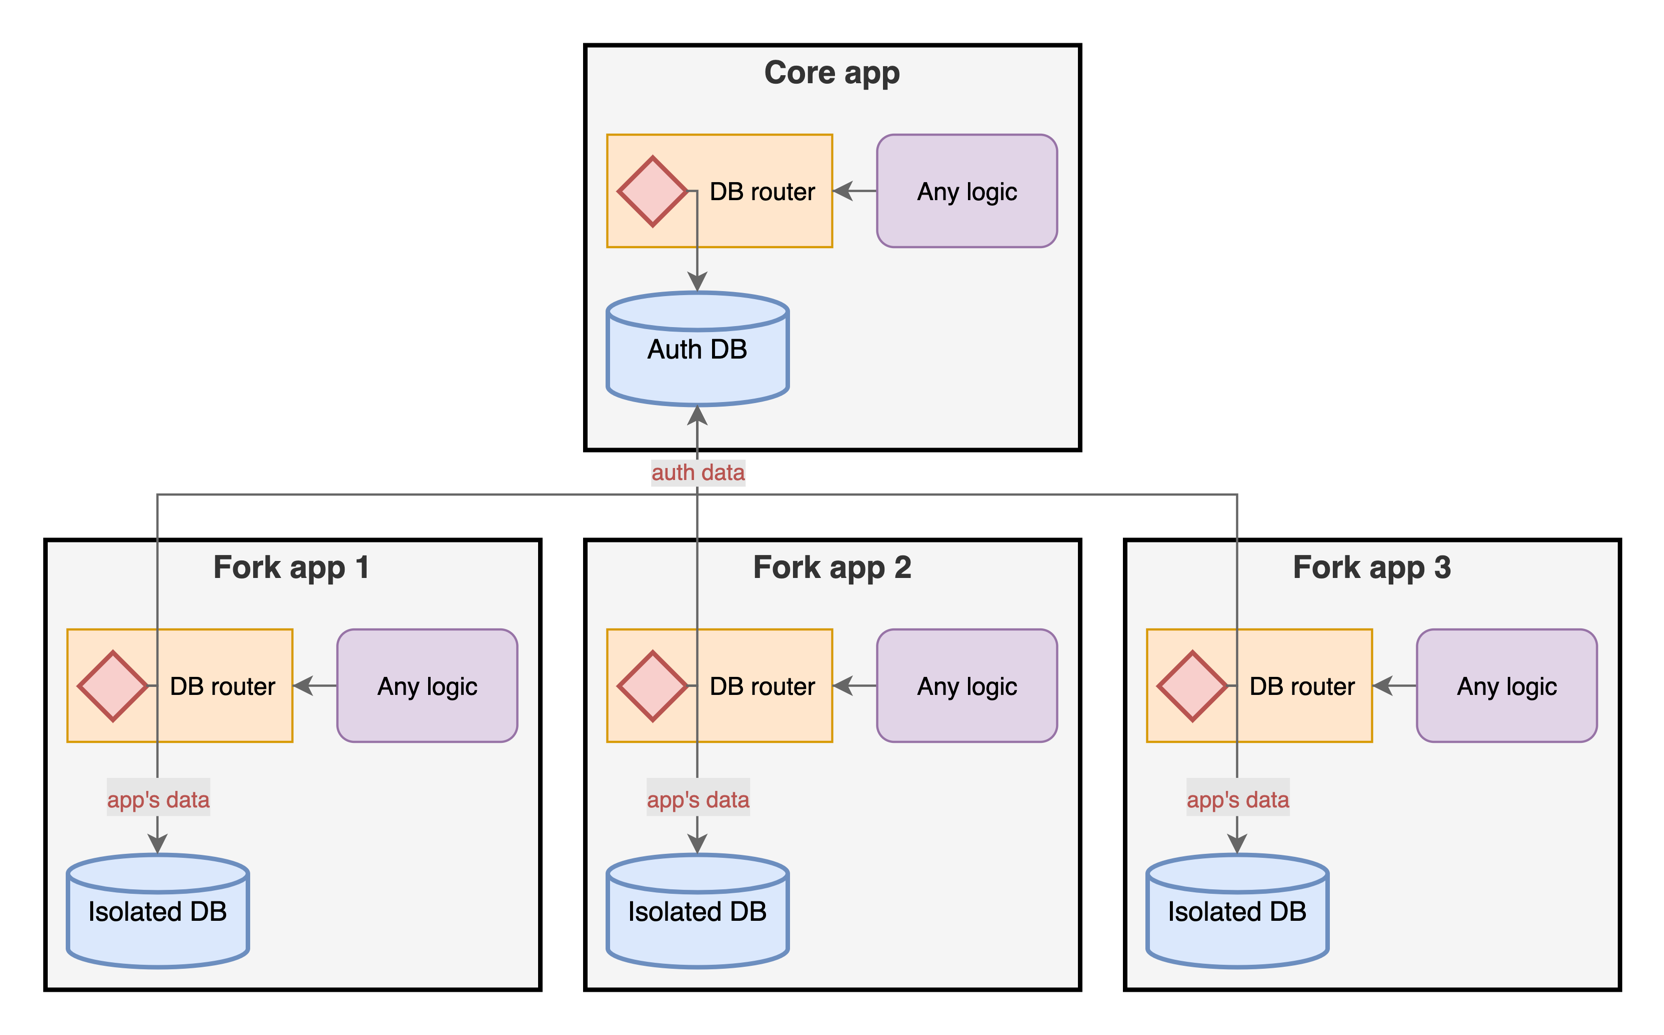 Core app
DB router
Any logic
Auth DB
auth data
Fork app 1
Fork app 2
Fork app 3
DB router
Any logic
DB router
Any logic
DB router
Any logic
app's data
app's data
app's data
Isolated DB
Isolated DB
Isolated DB